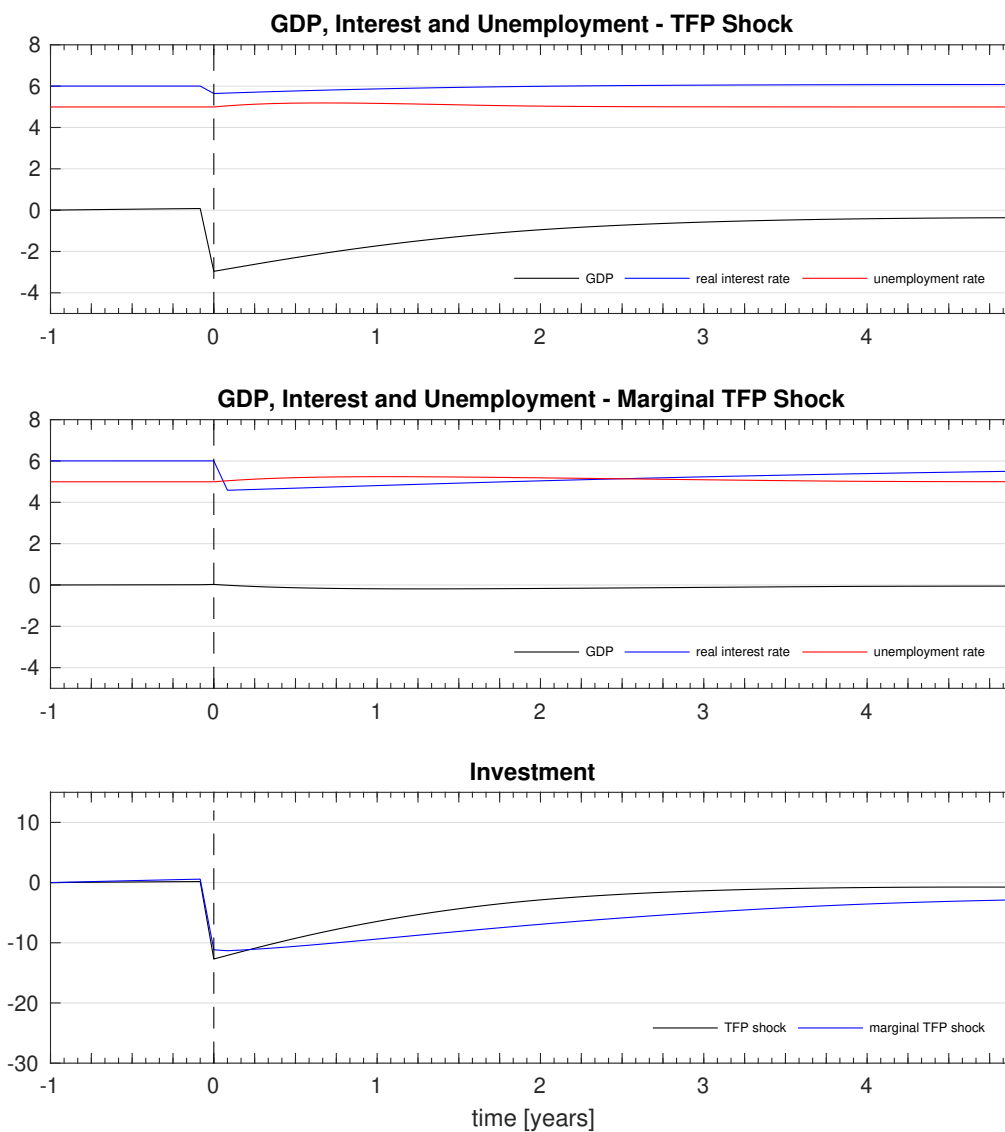 GDP, Interest and Unemployment - TFP Shock
8
6
4
2
0
-2
-4
GDP real interest rate unemployment rate
-1 0 1 2 3 4
GDP, Interest and Unemployment - Marginal TFP Shock
8
6
4
2
0
-2
-4
GDP real interest rate unemployment rate
-1 0 1 2 3 4
Investment
10
0
-10
-20
-30
TFP shock marginal TFP shock
-1 0 1 2 3 4
time [years]